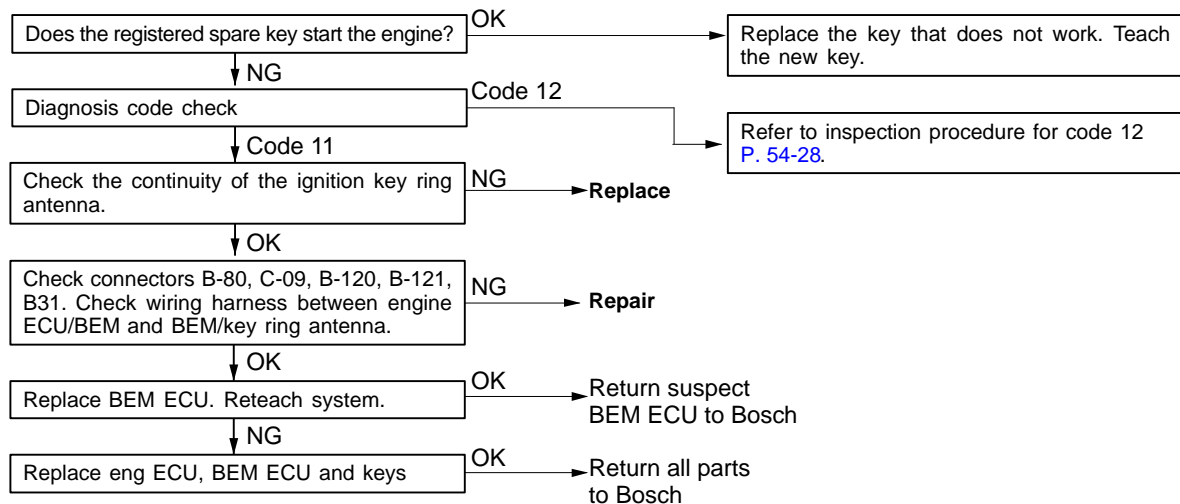 Does the registered spare key start the engine?
OK
Replace the key that does not work. Teach
the new key.
NG
Diagnosis code check
Code 12
Refer to inspection procedure for code 12
P. 54-28.
Code 11
Check the continuity of the ignition key ring
antenna.
NG
Replace
OK
Check connectors B-80, C-09, B-120, B-121,
B31. Check wiring harness between engine
ECU/BEM and BEM/key ring antenna.
NG
Repair
OK
Replace BEM ECU. Reteach system.
OK
Return suspect
BEM ECU to Bosch
NG
Replace eng ECU, BEM ECU and keys
OK
Return all parts
to Bosch